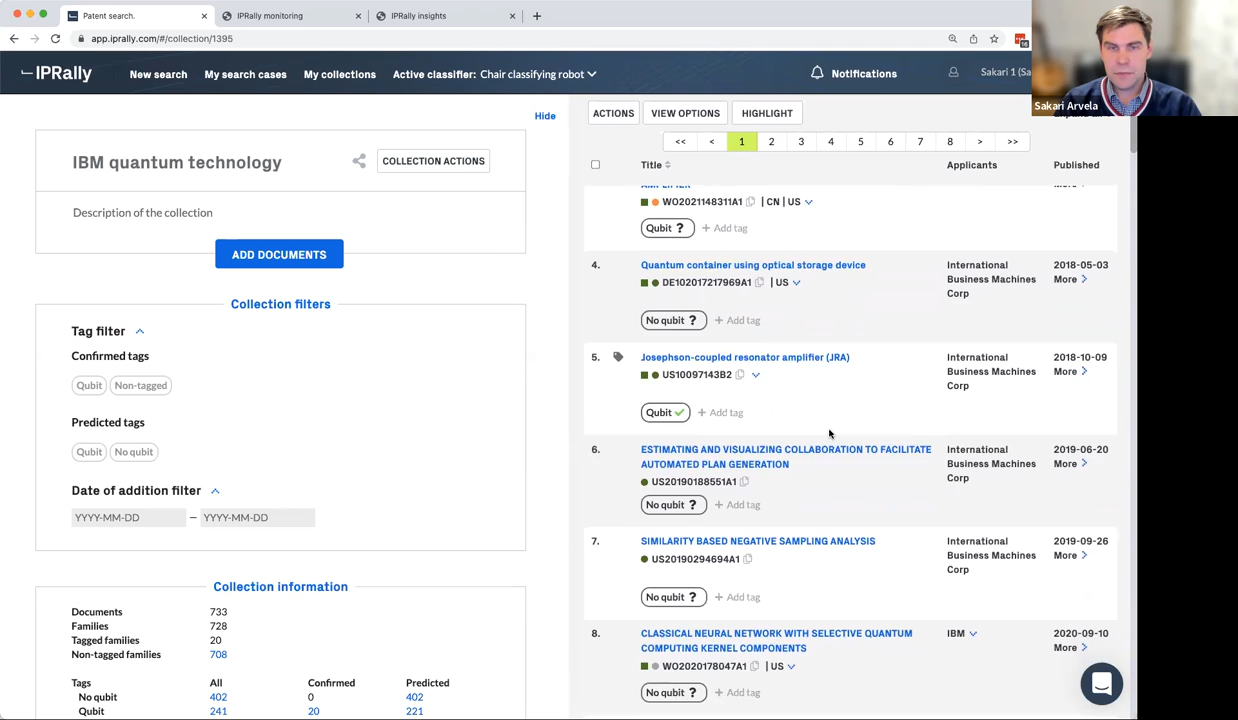 Patent search.
IPRally monitoring
IPRally insights
app.iprally.com/#/collection/1395
IPRally
New search
My search cases
My collections
Active classifier: Chair classifying robot
Notifications
Sakari 1 (Sa
Sakari Arvela
Hide
IBM quantum technology
COLLECTION ACTIONS
Description of the collection
ADD DOCUMENTS
Collection filters
Tag filter
Confirmed tags
Qubit Non-tagged
Predicted tags
Qubit No qubit
Date of addition filter
YYYY-MM-DD – YYYY-MM-DD
Collection information
Documents 733
Families 728
Tagged families 20
Non-tagged families 708
Tags All Confirmed Predicted
No qubit 402 0 402
Qubit 241 20 221
ACTIONS VIEW OPTIONS HIGHLIGHT
<< < 1 2 3 4 5 6 7 8 > >>
Title Applicants Published
AMPLIFIER More >
WO2021148311A1 | CN | US
Qubit ? + Add tag
4. Quantum container using optical storage device International Business Machines Corp 2018-05-03
DE102017217969A1 | US More >
No qubit ? + Add tag
5. Josephson-coupled resonator amplifier (JRA) International Business Machines Corp 2018-10-09
US10097143B2 More >
Qubit ✓ + Add tag
6. ESTIMATING AND VISUALIZING COLLABORATION TO FACILITATE International Business Machines Corp 2019-06-20
AUTOMATED PLAN GENERATION More >
US20190188551A1
No qubit ? + Add tag
7. SIMILARITY BASED NEGATIVE SAMPLING ANALYSIS International Business Machines Corp 2019-09-26
US20190294694A1 More >
No qubit ? + Add tag
8. CLASSICAL NEURAL NETWORK WITH SELECTIVE QUANTUM IBM 2020-09-10
COMPUTING KERNEL COMPONENTS More >
WO2020178047A1 | US
No qubit ? + Add tag